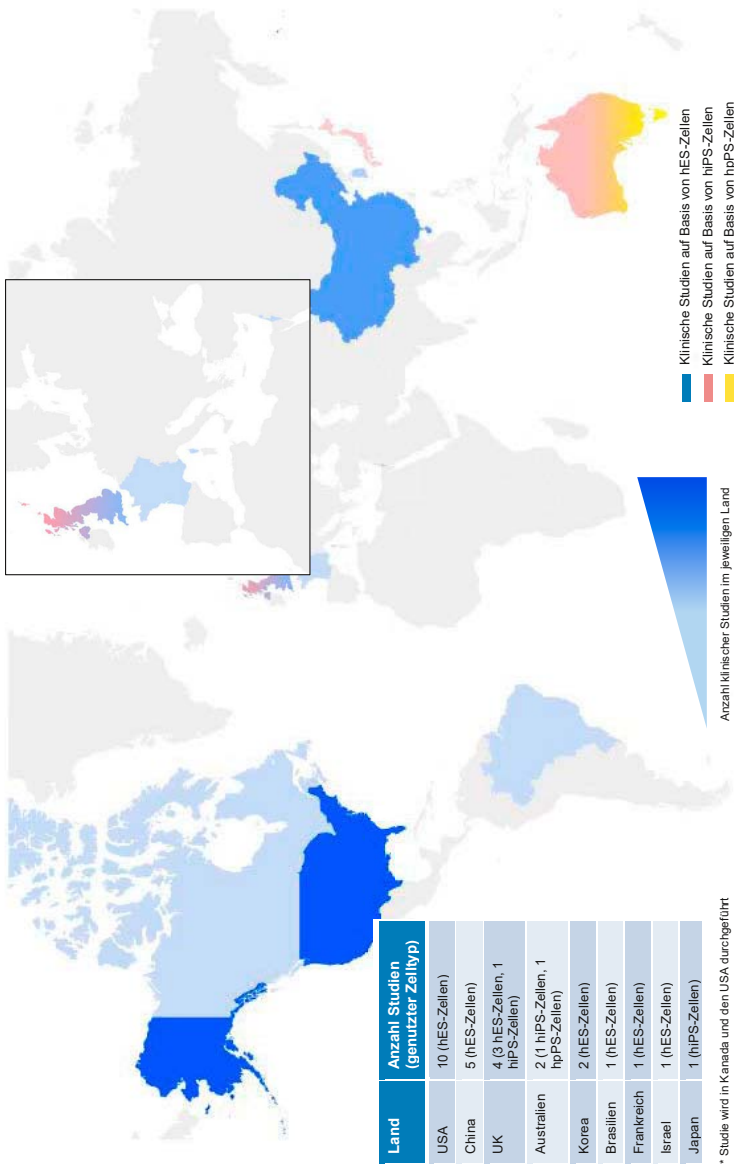 Land Anzahl Studien
(genutzter Zelltyp)
USA 10 (hES-Zellen)
China 5 (hES-Zellen)
UK 4 (3 hES-Zellen, 1
hiPS-Zellen)
Australien 2 (1 hiPS-Zellen, 1
hpPS-Zellen)
Korea 2 (hES-Zellen)
Brasilien 1 (hES-Zellen)
Frankreich 1 (hES-Zellen)
Israel 1 (hES-Zellen)
Japan 1 (hiPS-Zellen)
* Studie wird in Kanada und den USA durchgeführt
Anzahl klinischer Studien im jeweiligen Land
Klinische Studien auf Basis von hES-Zellen
Klinische Studien auf Basis von hiPS-Zellen
Klinische Studien auf Basis von hpPS-Zellen